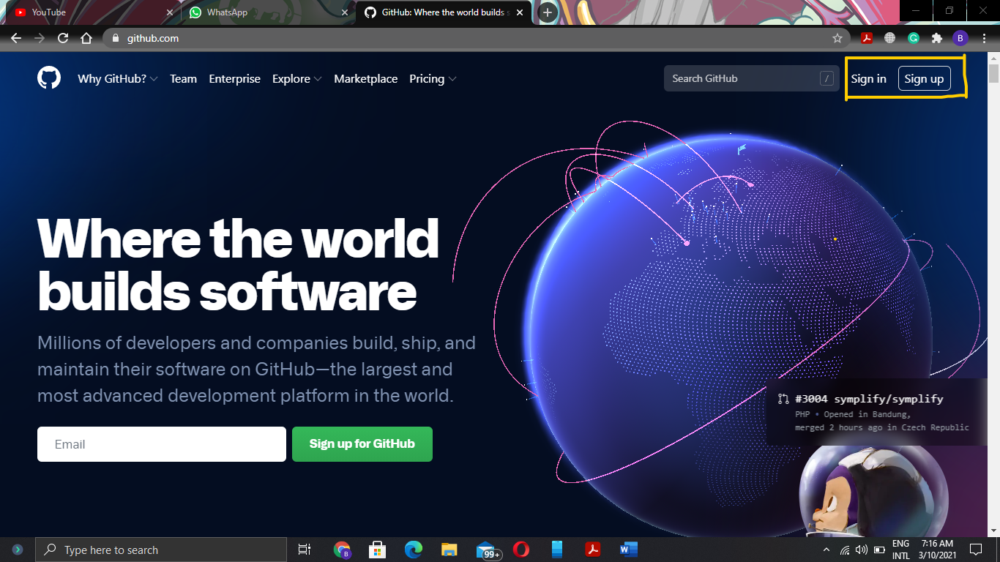 YouTube
WhatsApp
GitHub: Where the world builds s
github.com
B
Why GitHub?
Team
Enterprise
Explore
Marketplace
Pricing
Search GitHub
/
Sign in
Sign up
Where the world
builds software
Millions of developers and companies build, ship, and
maintain their software on GitHub—the largest and
most advanced development platform in the world.
Email
Sign up for GitHub
#3004 symplify/symplify
PHP • Opened in Bandung,
merged 2 hours ago in Czech Republic
Type here to search
B
99+
ENG
INTL
7:16 AM
3/10/2021